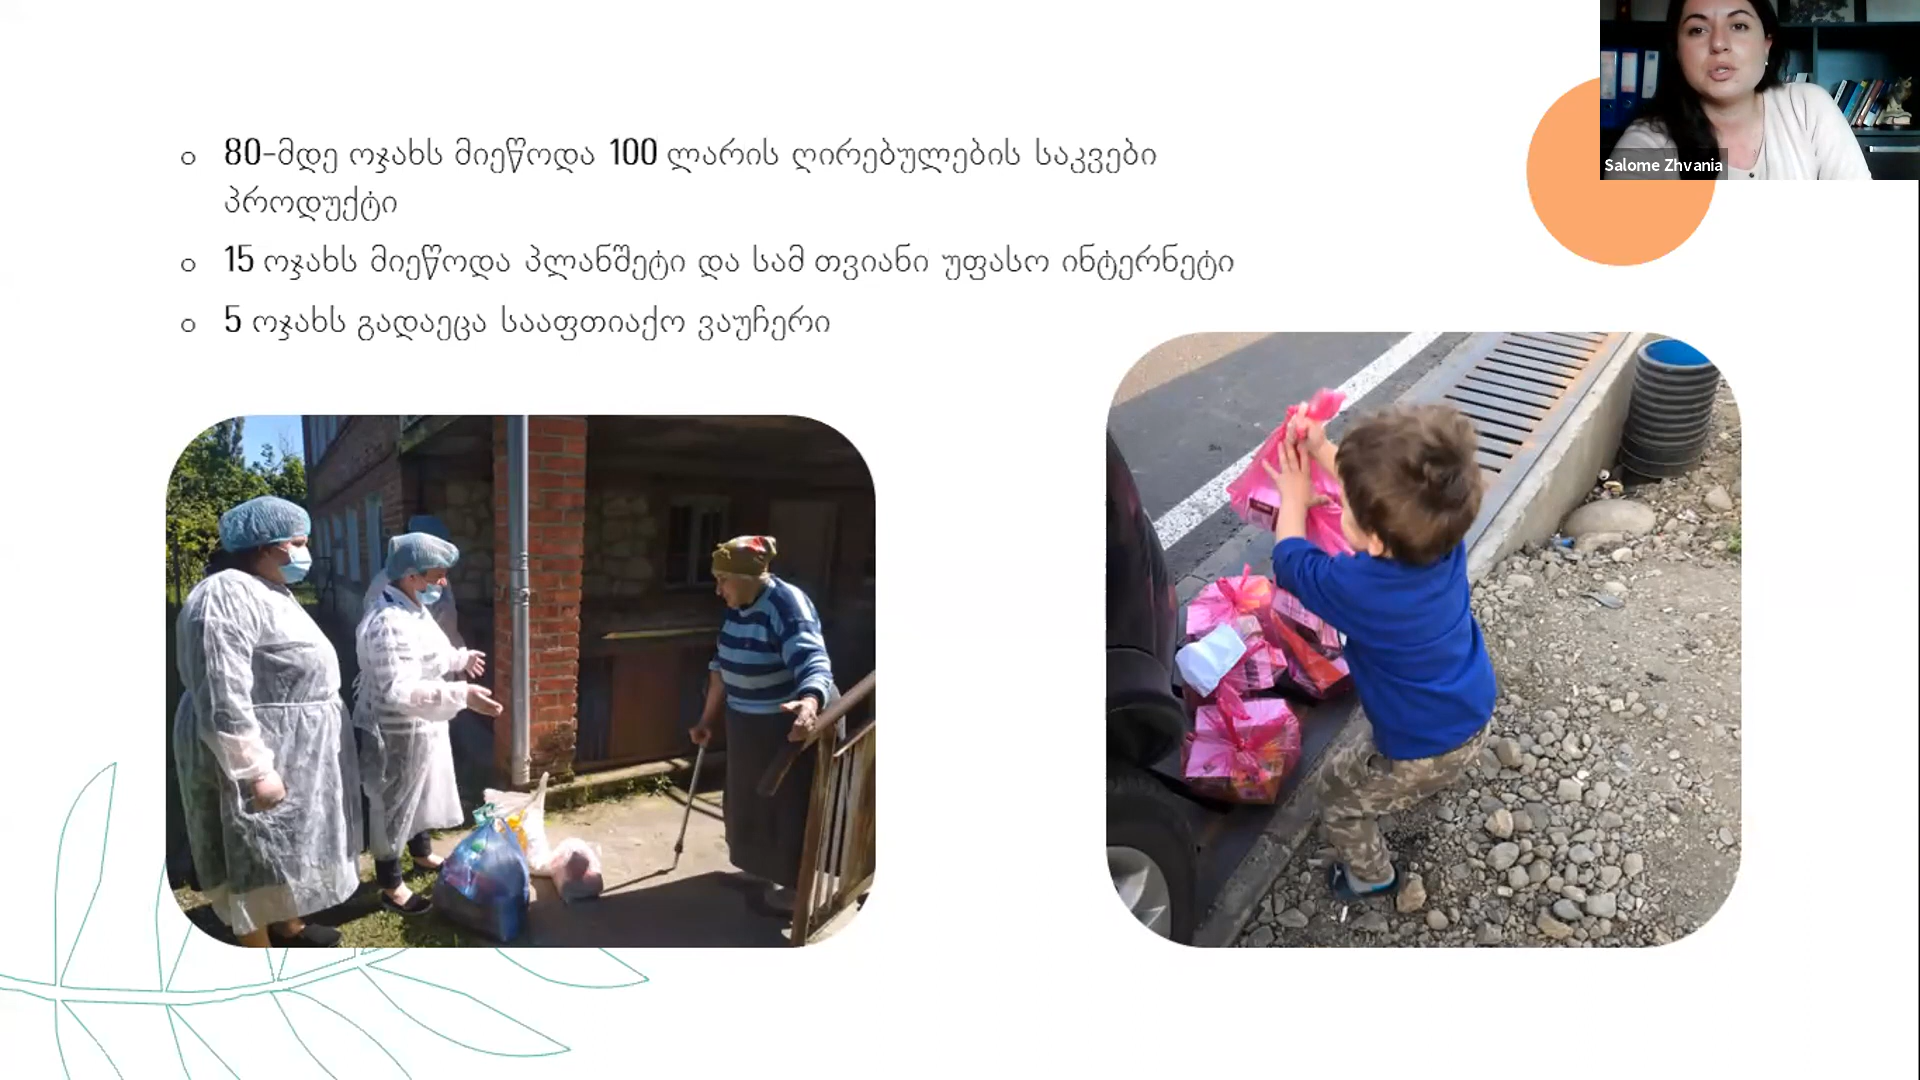 80-მდე ოჯახს მიეწოდა 100 ლარის ღირებულების საკვები
პროდუქტი
15 ოჯახს მიეწოდა პლანშეტი და სამ თვიანი უფასო ინტერნეტი
5 ოჯახს გადაეცა სააფთიაქო ვაუჩერი
Salome Zhvania